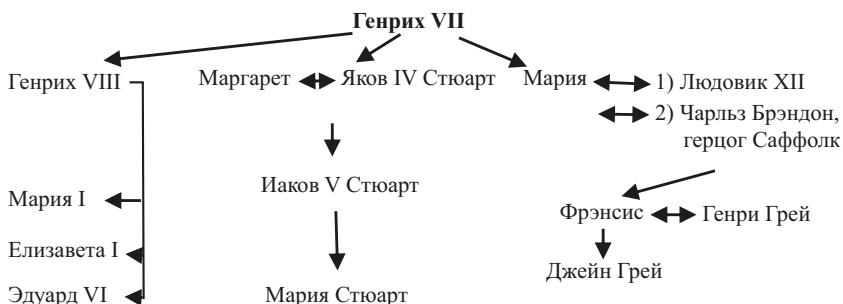 Генрих VII
Генрих VIII
Маргарет
Яков IV Стюарт
Мария
1) Людовик XII
2) Чарльз Брэндон,
герцог Саффолк
Мария I
Иаков V Стюарт
Фрэнсис
Генри Грей
Елизавета I
Джейн Грей
Эдуард VI
Мария Стюарт